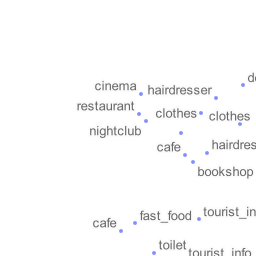 cinema
hairdresser
restaurant
clothes
clothes
nightclub
cafe
hairdres
bookshop
cafe
fast_food
tourist_in
toilet
tourist_info